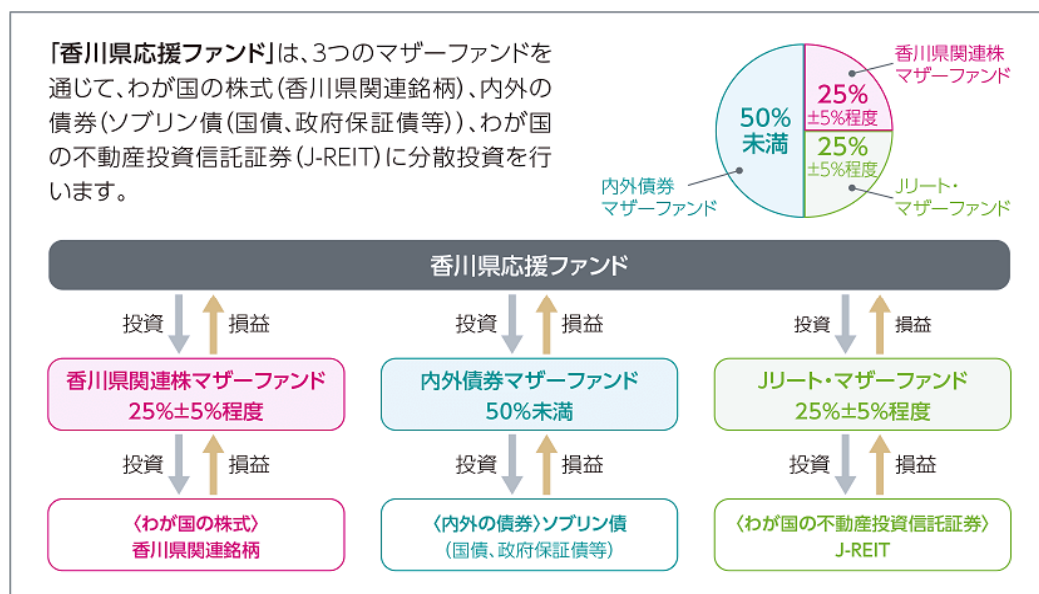 「香川県応援ファンド」は、3つのマザーファンドを
通じて、わが国の株式(香川県関連銘柄)、内外の
債券(ソブリン債(国債、政府保証債等))、わが国
の不動産投資信託証券(J-REIT)に分散投資を行
います。
香川県関連株
マザーファンド
25%
±5%程度
50%
未満
25%
±5%程度
内外債券
マザーファンド
Jリート・
マザーファンド
香川県応援ファンド
投資 損益 投資 損益 投資 損益
香川県関連株マザーファンド
25%±5%程度
内外債券マザーファンド
50%未満
Jリート・マザーファンド
25%±5%程度
投資 損益 投資 損益 投資 損益
〈わが国の株式〉
香川県関連銘柄
〈内外の債券〉ソブリン債
(国債、政府保証債等)
〈わが国の不動産投資信託証券〉
J-REIT